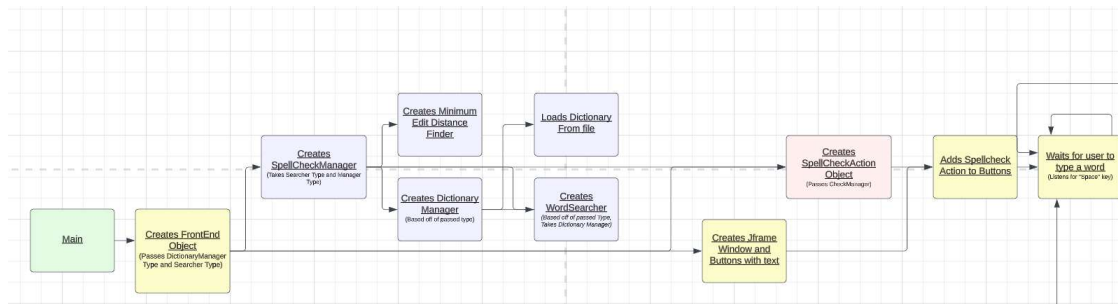 Main
Creates FrontEnd
Object
(Passes DictionaryManager
Type and Searcher Type)
Creates
SpellCheckManager
(Takes Searcher Type and Manager
Type)
Creates Minimum
Edit Distance
Finder
Creates Dictionary
Manager
(Based off of passed type)
Loads Dictionary
From file
Creates
WordSearcher
(Based off of passed Type,
Takes Dictionary Manager)
Creates Jframe
Window and
Buttons with text
Creates
SpellCheckAction
Object
(Passes CheckManager)
Adds Spellcheck
Action to Buttons
Waits for user to
type a word
(Listens for "Space" key)